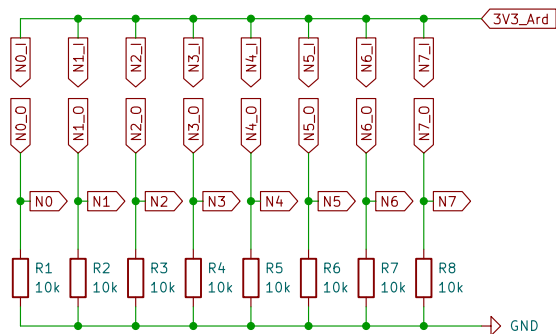 3V3_Ard
N0_I N1_I N2_I N3_I N4_I N5_I N6_I N7_I
N0_O N1_O N2_O N3_O N4_O N5_O N6_O N7_O
N0 N1 N2 N3 N4 N5 N6 N7
R1 R2 R3 R4 R5 R6 R7 R8
10k 10k 10k 10k 10k 10k 10k 10k
GND